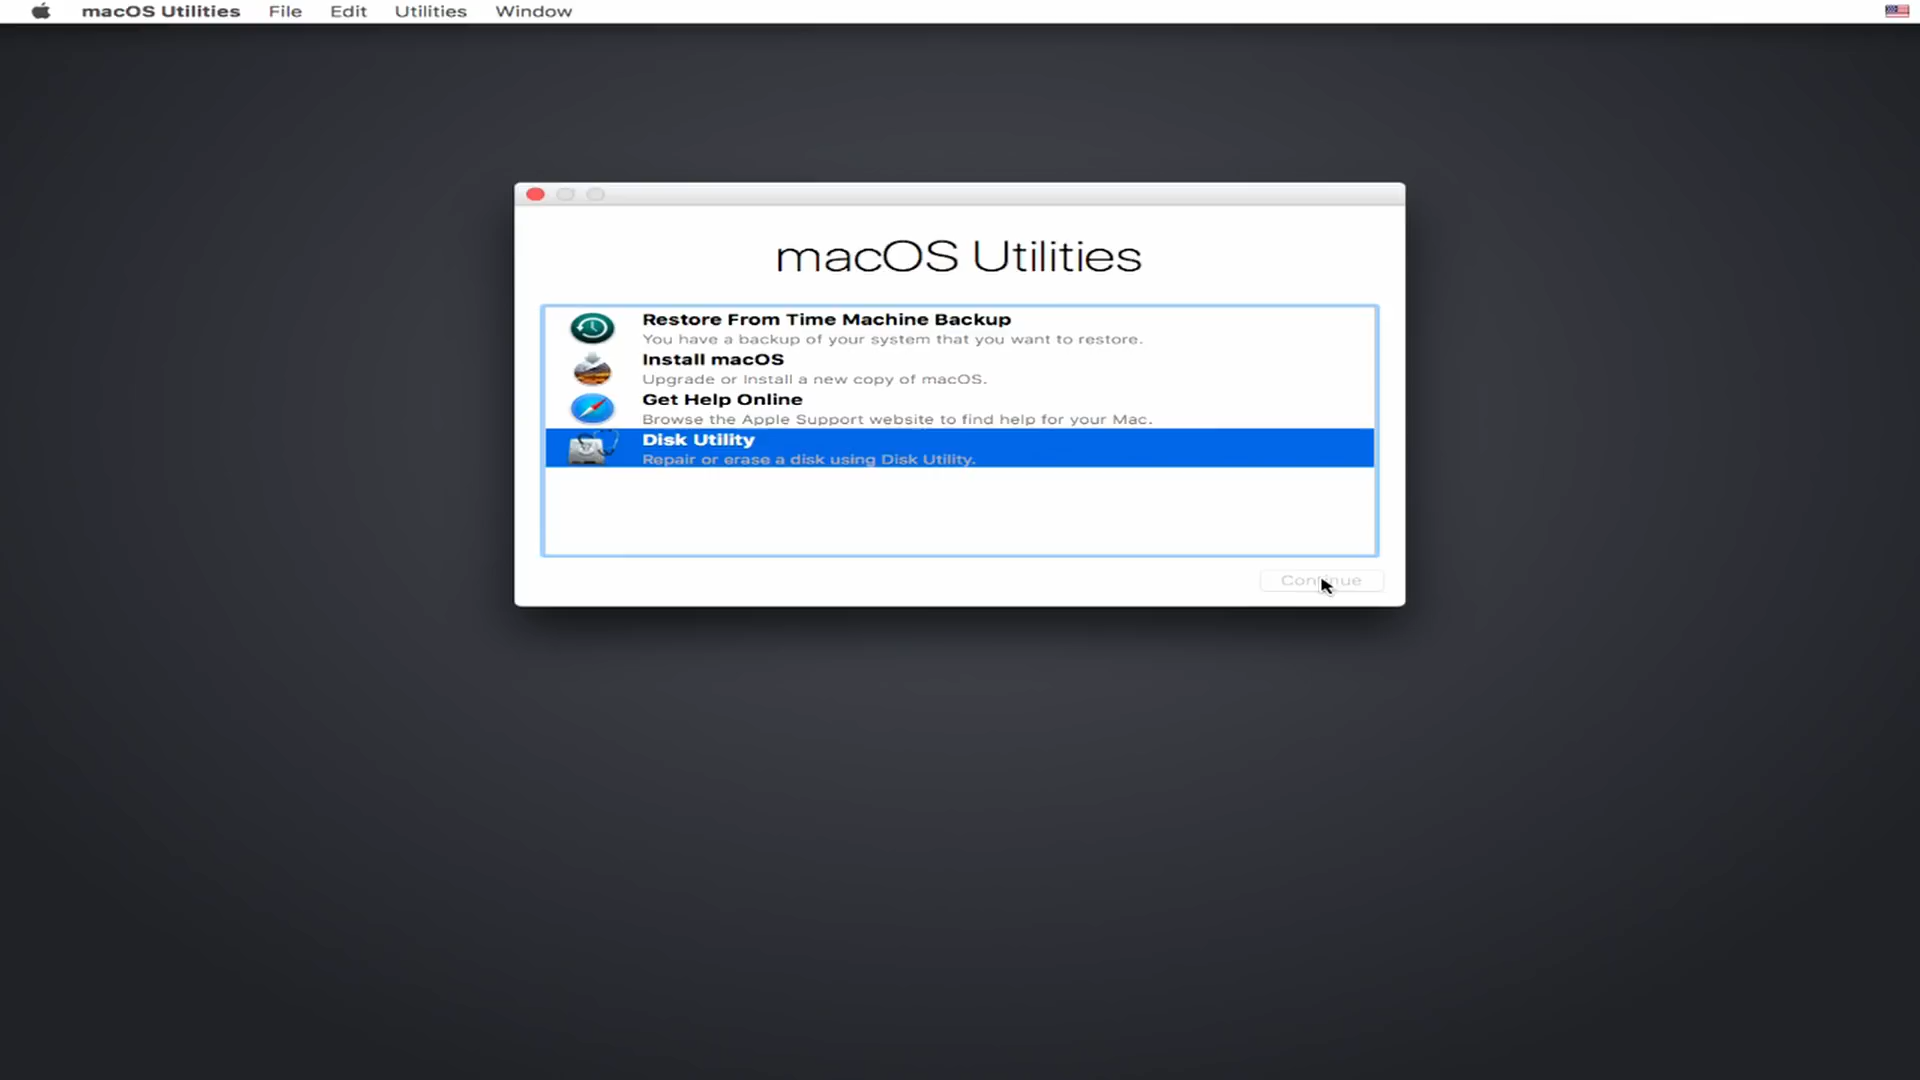 macOS Utilities File Edit Utilities Window
macOS Utilities
Restore From Time Machine Backup
You have a backup of your system that you want to restore.
Install macOS
Upgrade or Install a new copy of macOS.
Get Help Online
Browse the Apple Support website to find help for your Mac.
Disk Utility
Repair or erase a disk using Disk Utility.
Continue